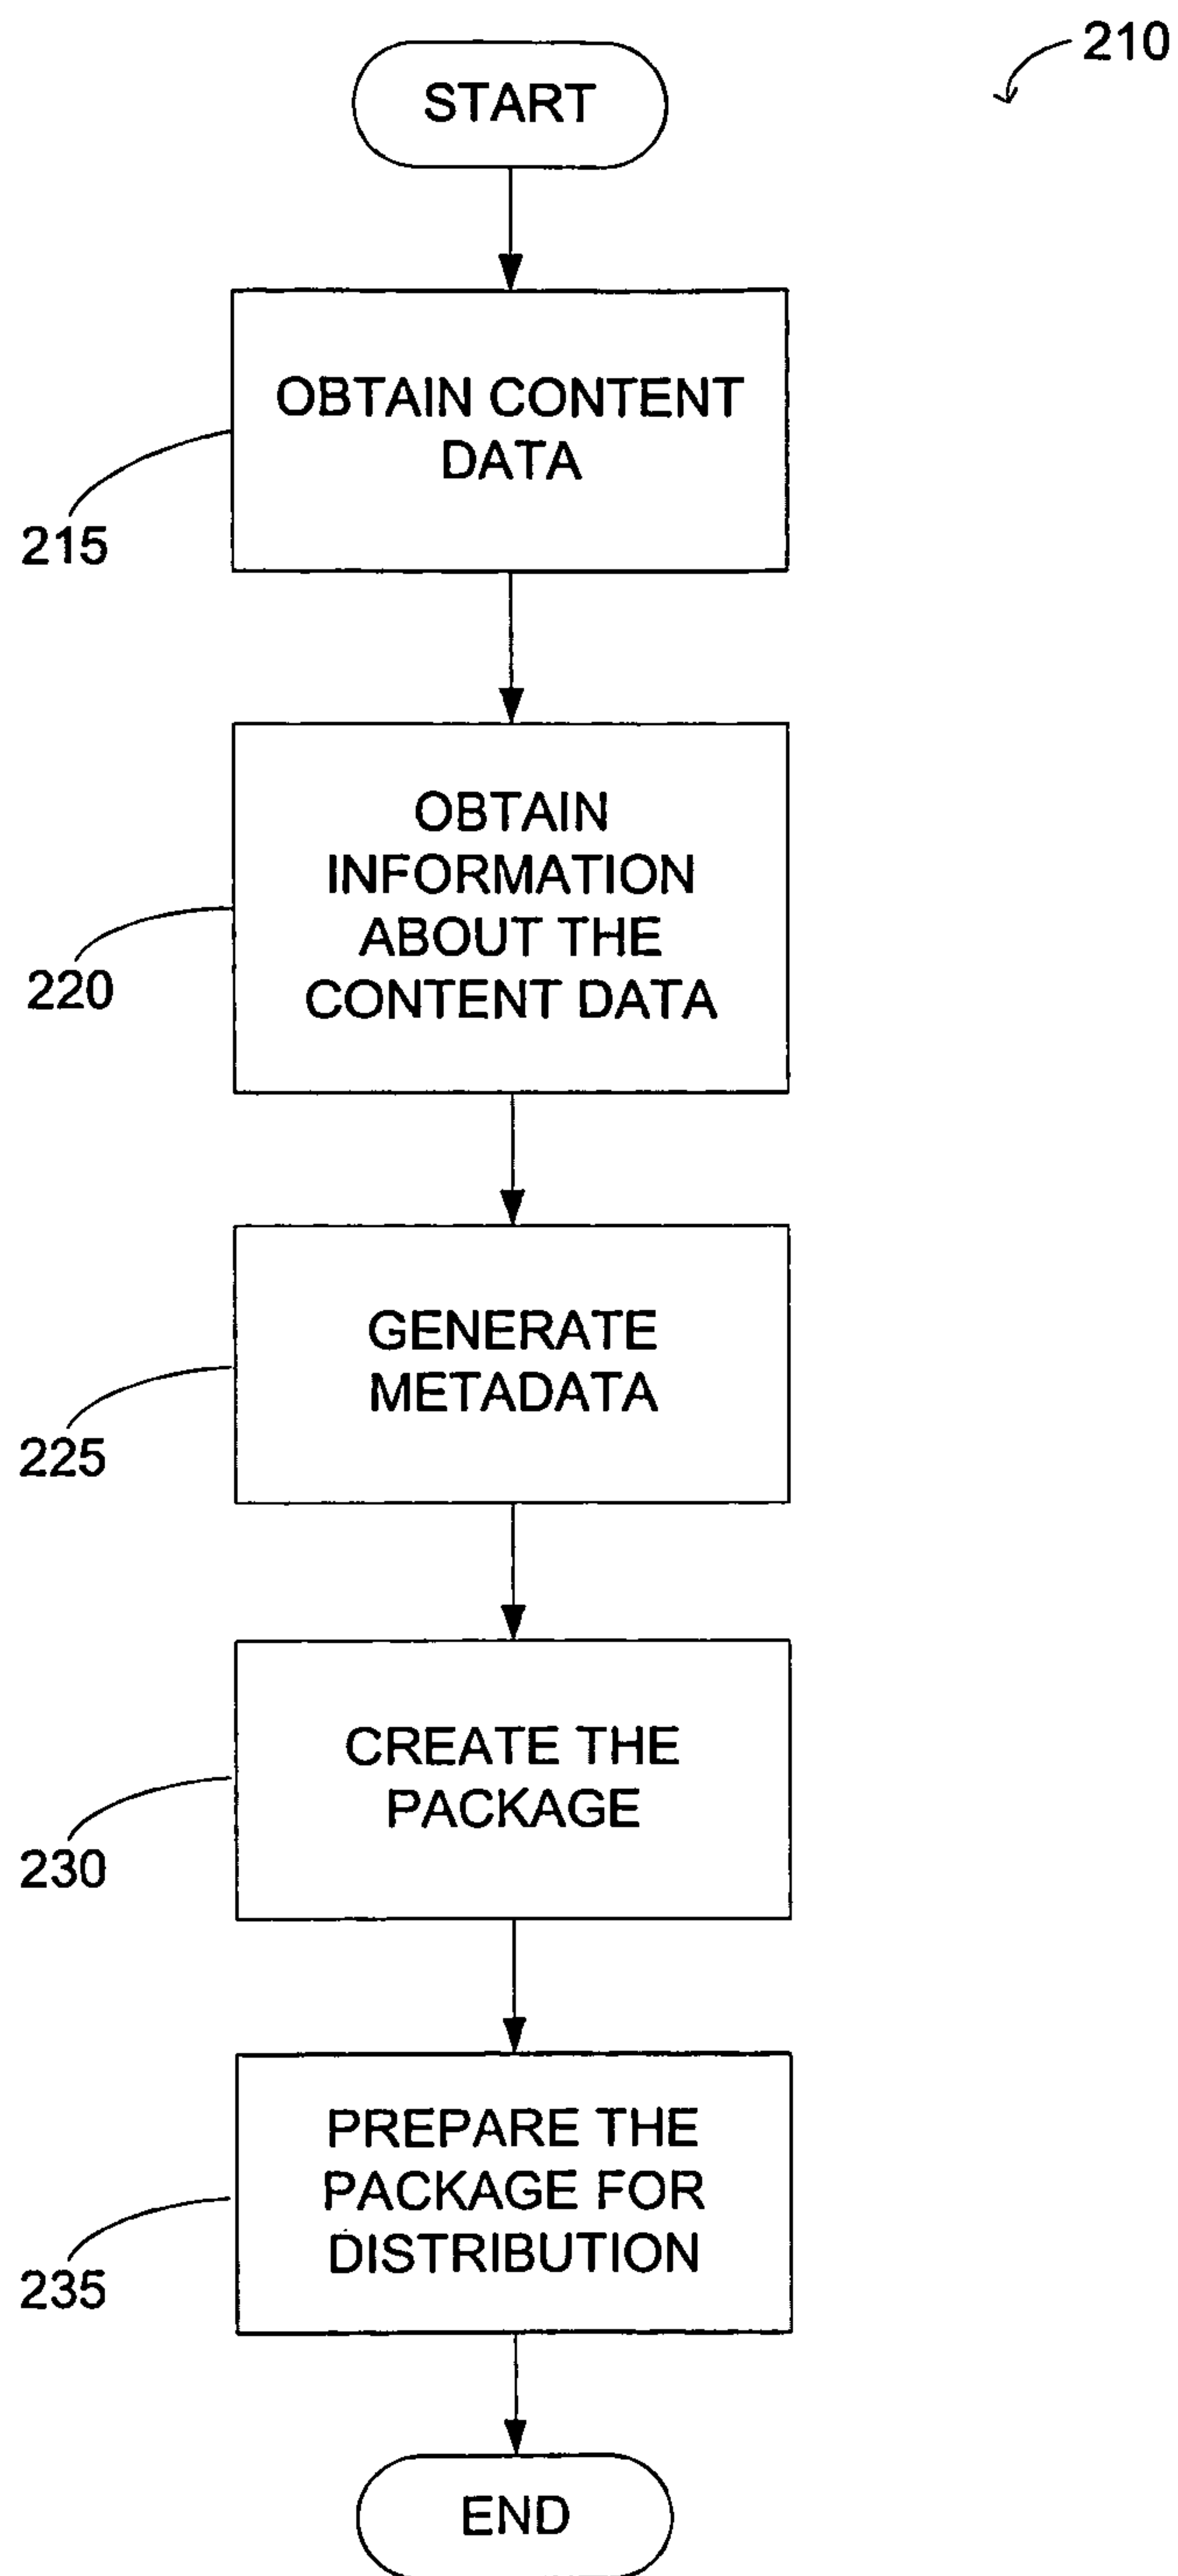 210
START
OBTAIN CONTENT
DATA
215
OBTAIN
INFORMATION
ABOUT THE
CONTENT DATA
220
GENERATE
METADATA
225
CREATE THE
PACKAGE
230
PREPARE THE
PACKAGE FOR
DISTRIBUTION
235
END